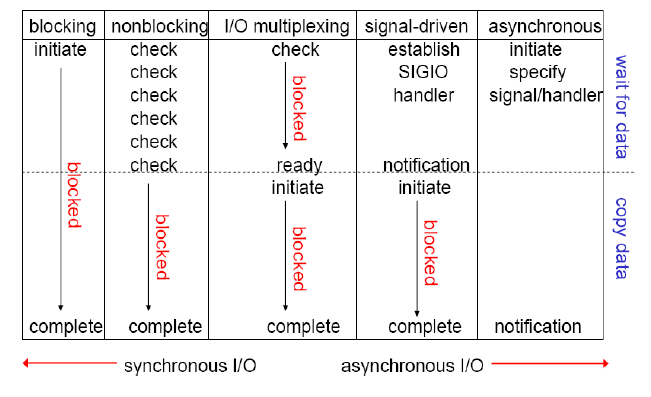 blocking nonblocking I/O multiplexing signal-driven asynchronous
initiate check check establish initiate
check SIGIO specify
check handler signal/handler
check
check
check ready notification
initiate initiate
complete complete complete complete notification
blocked
blocked
blocked
blocked
blocked
wait for data
copy data
synchronous I/O asynchronous I/O